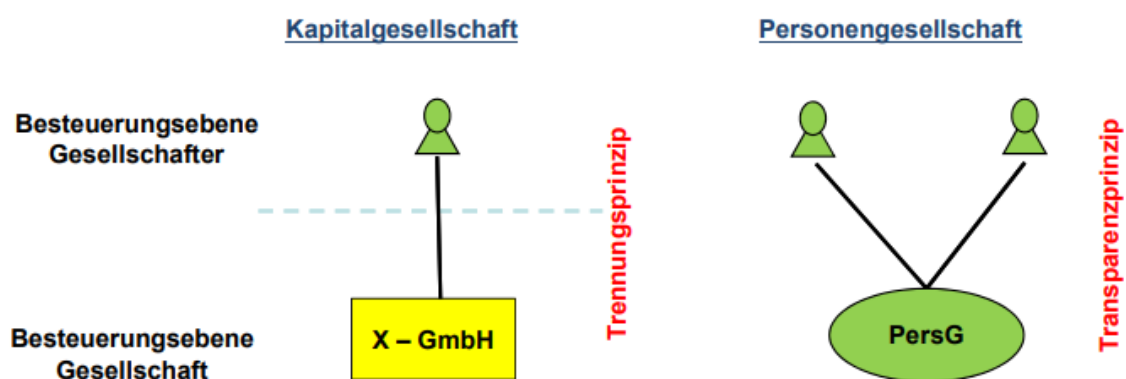 Kapitalgesellschaft
Personengesellschaft
Besteuerungsebene
Gesellschafter
Trennungsprinzip
Transparenzprinzip
Besteuerungsebene
Gesellschaft
X – GmbH
PersG